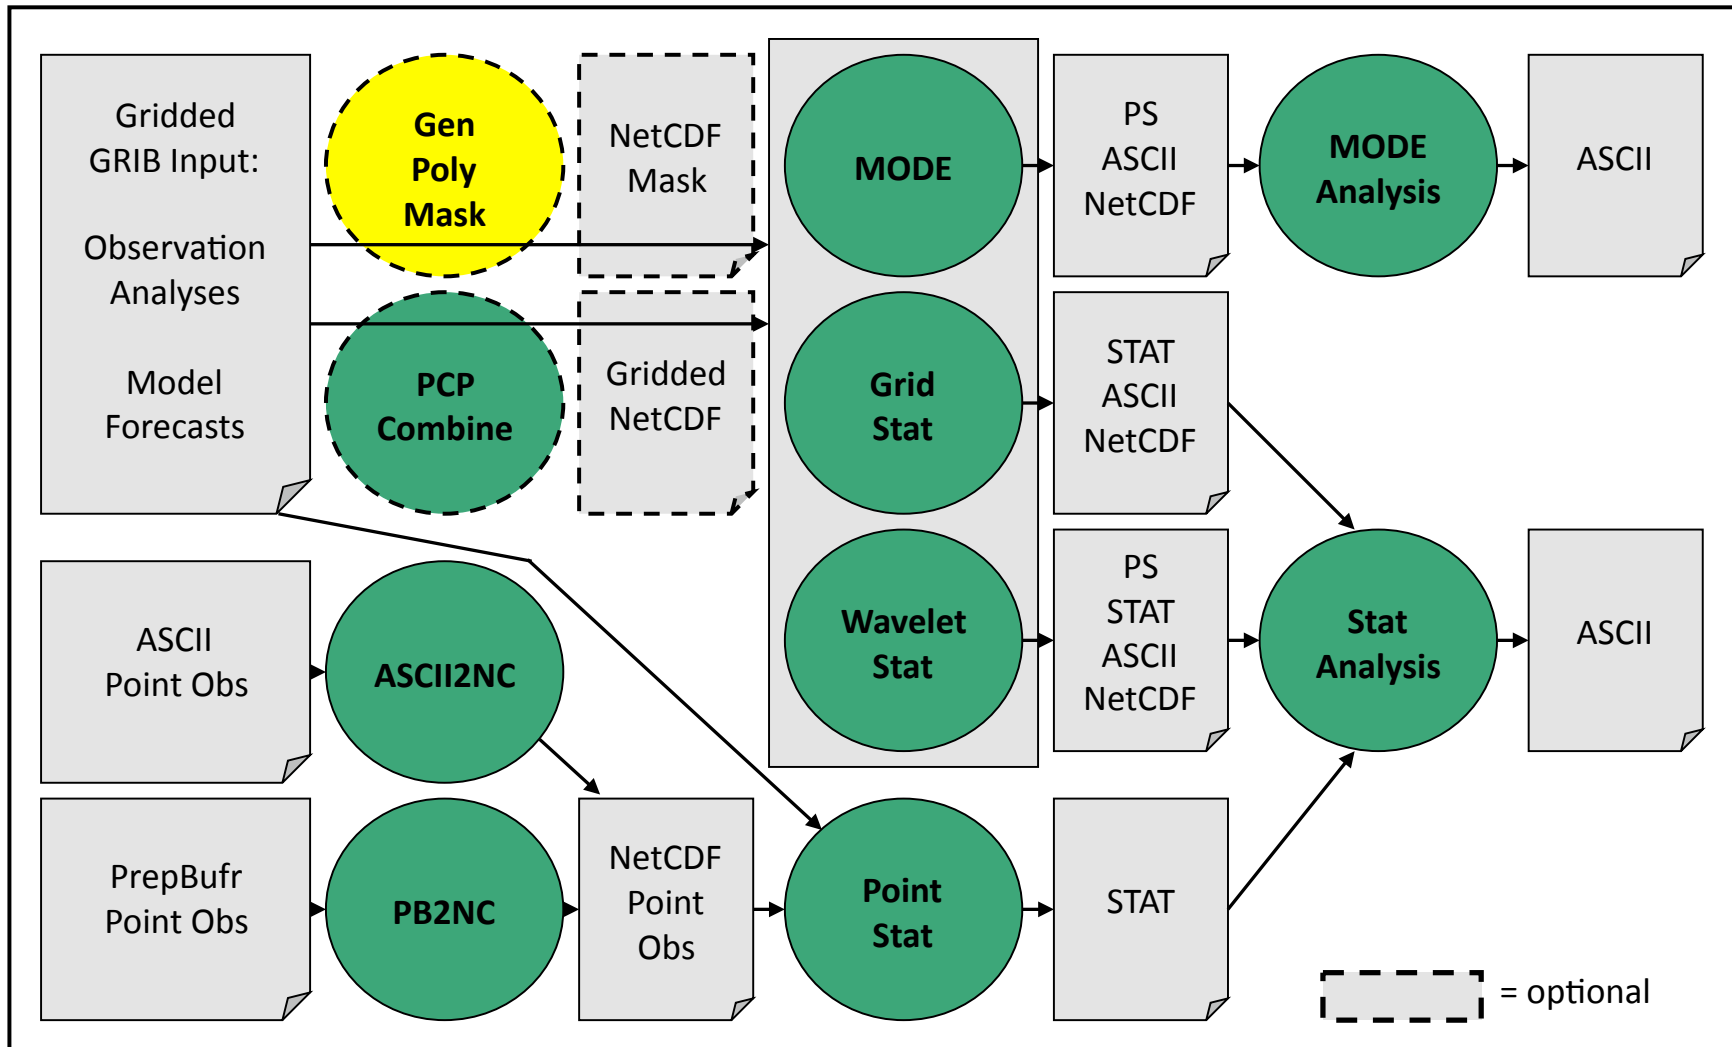 Gridded
GRIB Input:
Observation
Analyses
Model
Forecasts
Gen
Poly
Mask
NetCDF
Mask
PCP
Combine
Gridded
NetCDF
MODE
PS
ASCII
NetCDF
MODE
Analysis
ASCII
Grid
Stat
STAT
ASCII
NetCDF
Wavelet
Stat
PS
STAT
ASCII
NetCDF
Stat
Analysis
ASCII
ASCII
Point Obs
ASCII2NC
PrepBufr
Point Obs
PB2NC
NetCDF
Point
Obs
Point
Stat
STAT
= optional